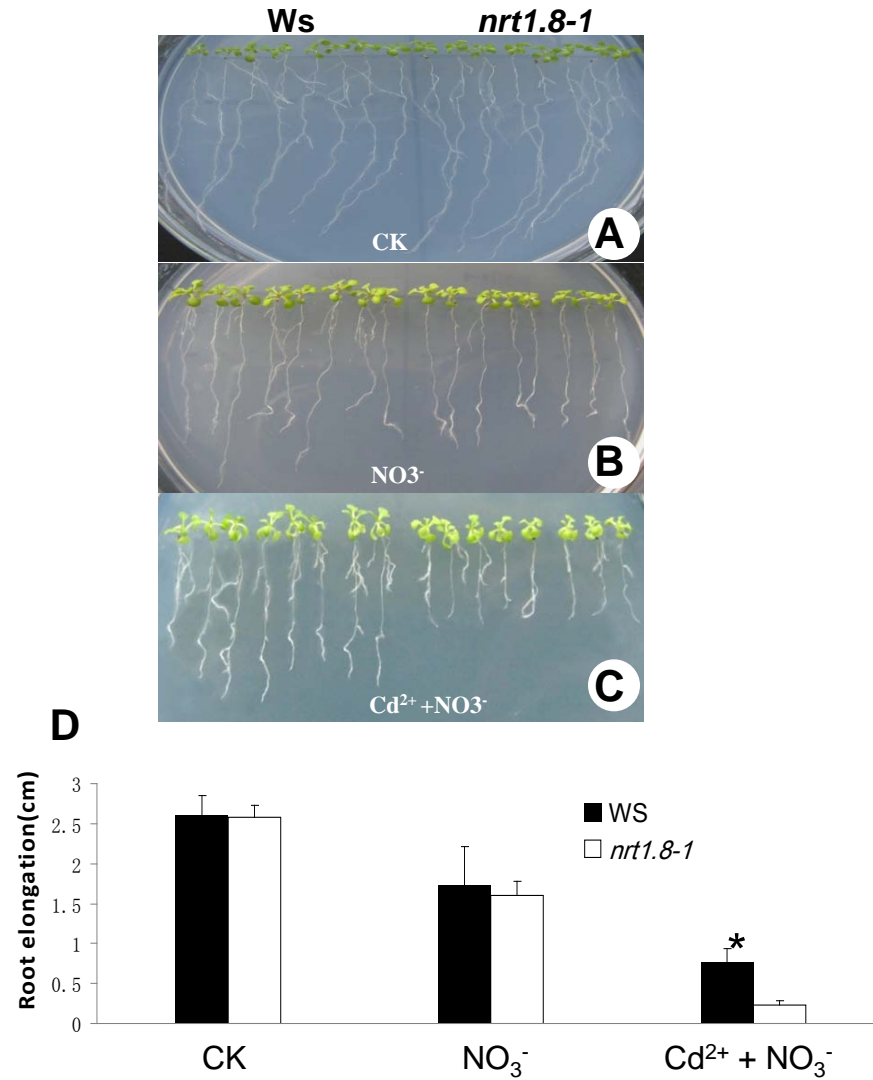 Ws nrt1.8-1
CK
A
NO3⁻
B
Cd²⁺ +NO3⁻
C
D
Root elongation(cm)
3
2.5
2
1.5
1
0.5
0
WS
nrt1.8-1
*
CK NO₃⁻ Cd²⁺ + NO₃⁻